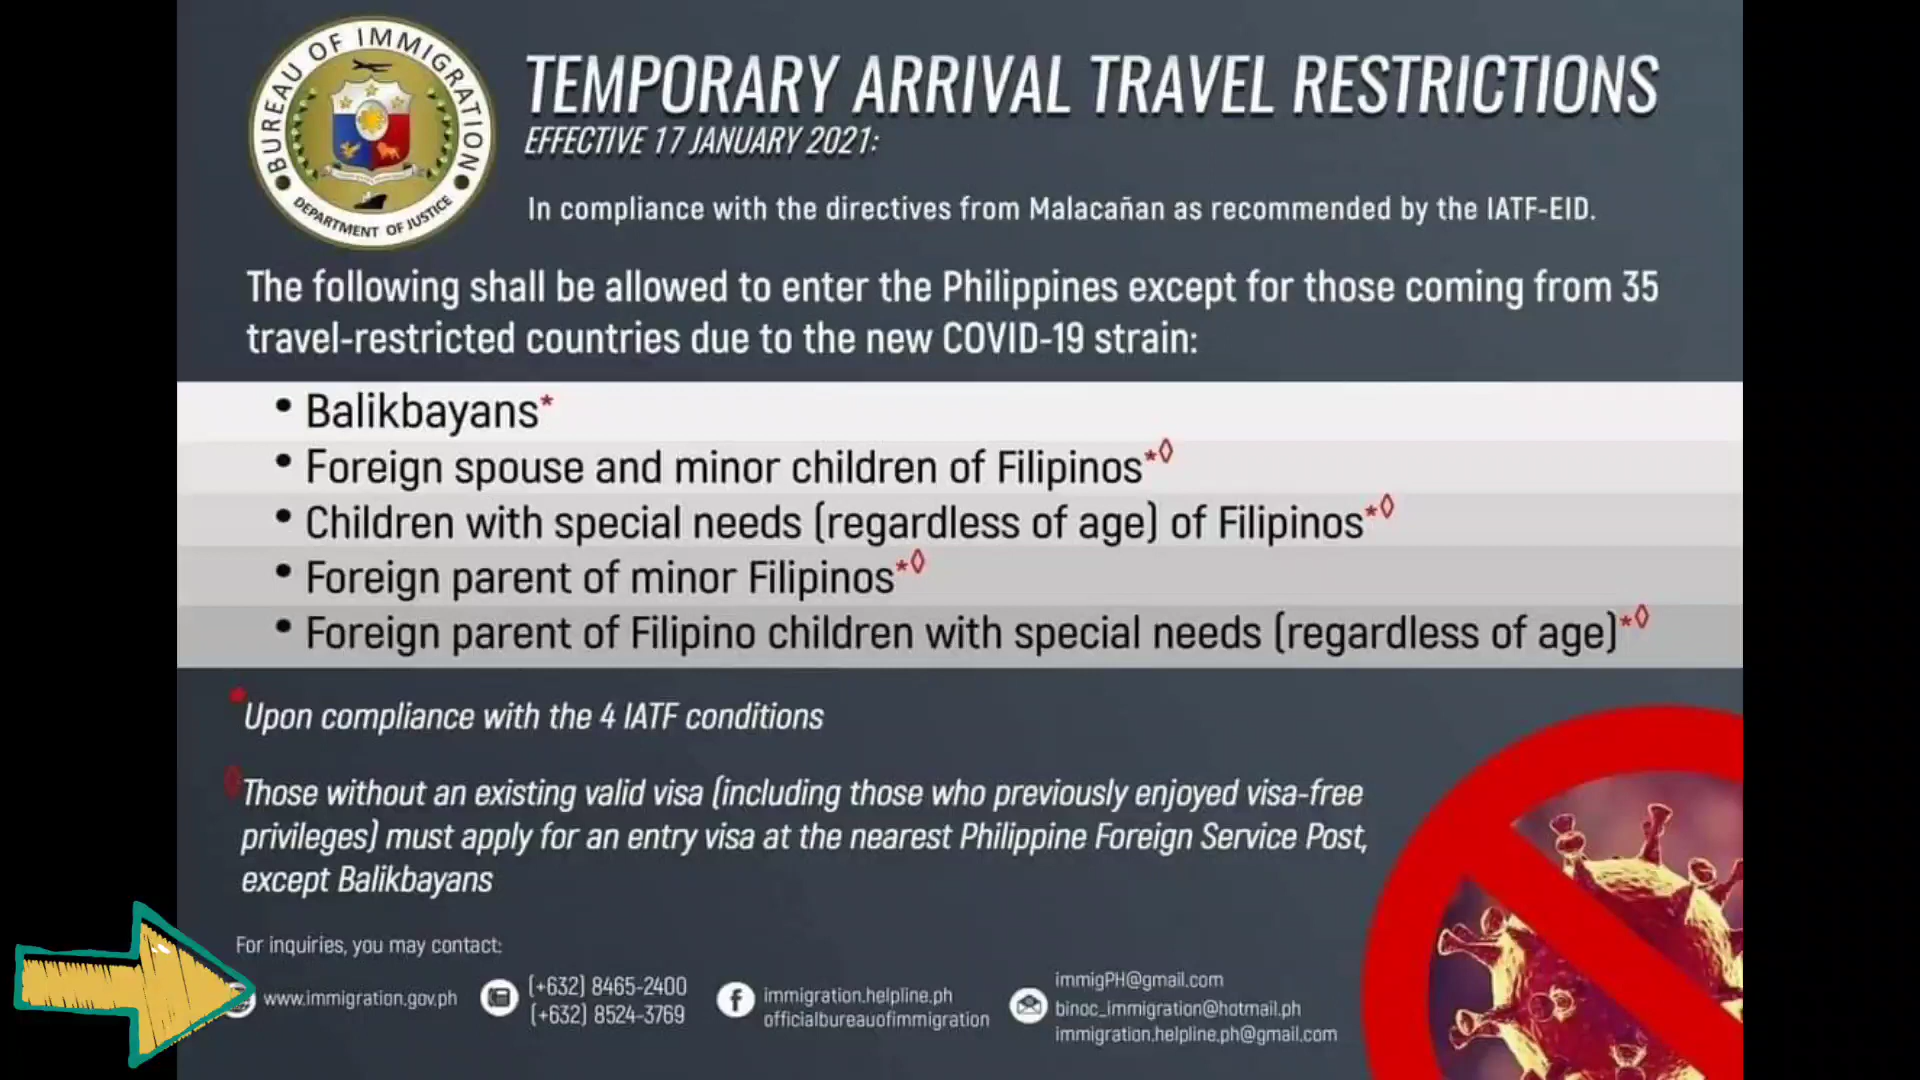 BUREAU OF IMMIGRATION
DEPARTMENT OF JUSTICE
TEMPORARY ARRIVAL TRAVEL RESTRICTIONS
EFFECTIVE 17 JANUARY 2021:
In compliance with the directives from Malacañan as recommended by the IATF-EID.
The following shall be allowed to enter the Philippines except for those coming from 35
travel-restricted countries due to the new COVID-19 strain:
• Balikbayans*
• Foreign spouse and minor children of Filipinos*◊
• Children with special needs (regardless of age) of Filipinos*◊
• Foreign parent of minor Filipinos*◊
• Foreign parent of Filipino children with special needs (regardless of age)*◊
*Upon compliance with the 4 IATF conditions
◊Those without an existing valid visa (including those who previously enjoyed visa-free
privileges) must apply for an entry visa at the nearest Philippine Foreign Service Post,
except Balikbayans
For inquiries, you may contact:
www.immigration.gov.ph
(+632) 8465-2400
(+632) 8524-3769
immigration.helpline.ph
officialbureauofimmigration
immigPH@gmail.com
binoc_immigration@hotmail.ph
immigration.helpline.ph@gmail.com